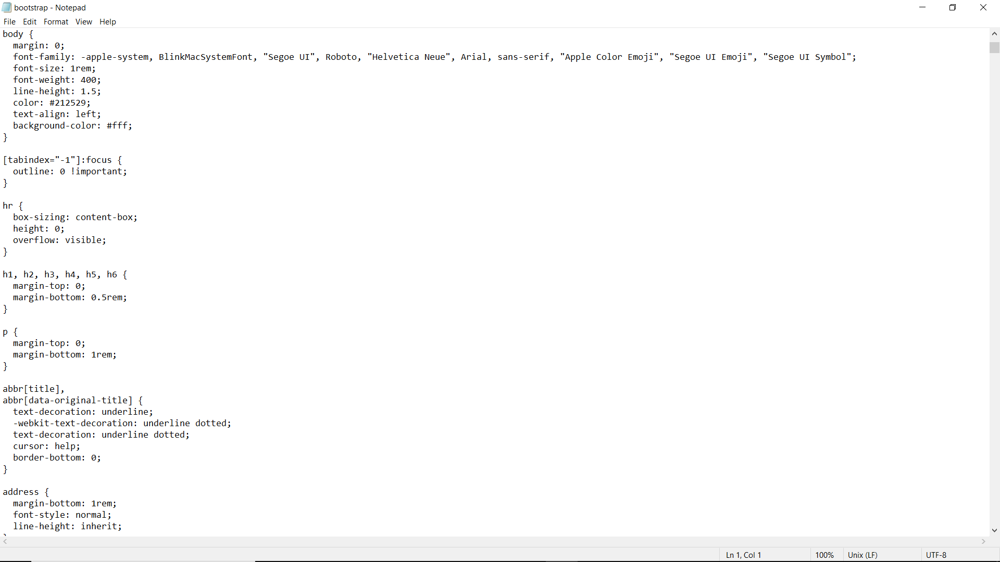 bootstrap - Notepad
File Edit Format View Help
body {
  margin: 0;
  font-family: -apple-system, BlinkMacSystemFont, "Segoe UI", Roboto, "Helvetica Neue", Arial, sans-serif, "Apple Color Emoji", "Segoe UI Emoji", "Segoe UI Symbol";
  font-size: 1rem;
  font-weight: 400;
  line-height: 1.5;
  color: #212529;
  text-align: left;
  background-color: #fff;
}

[tabindex="-1"]:focus {
  outline: 0 !important;
}

hr {
  box-sizing: content-box;
  height: 0;
  overflow: visible;
}

h1, h2, h3, h4, h5, h6 {
  margin-top: 0;
  margin-bottom: 0.5rem;
}

p {
  margin-top: 0;
  margin-bottom: 1rem;
}

abbr[title],
abbr[data-original-title] {
  text-decoration: underline;
  -webkit-text-decoration: underline dotted;
  text-decoration: underline dotted;
  cursor: help;
  border-bottom: 0;
}

address {
  margin-bottom: 1rem;
  font-style: normal;
  line-height: inherit;
}
Ln 1, Col 1 100% Unix (LF) UTF-8